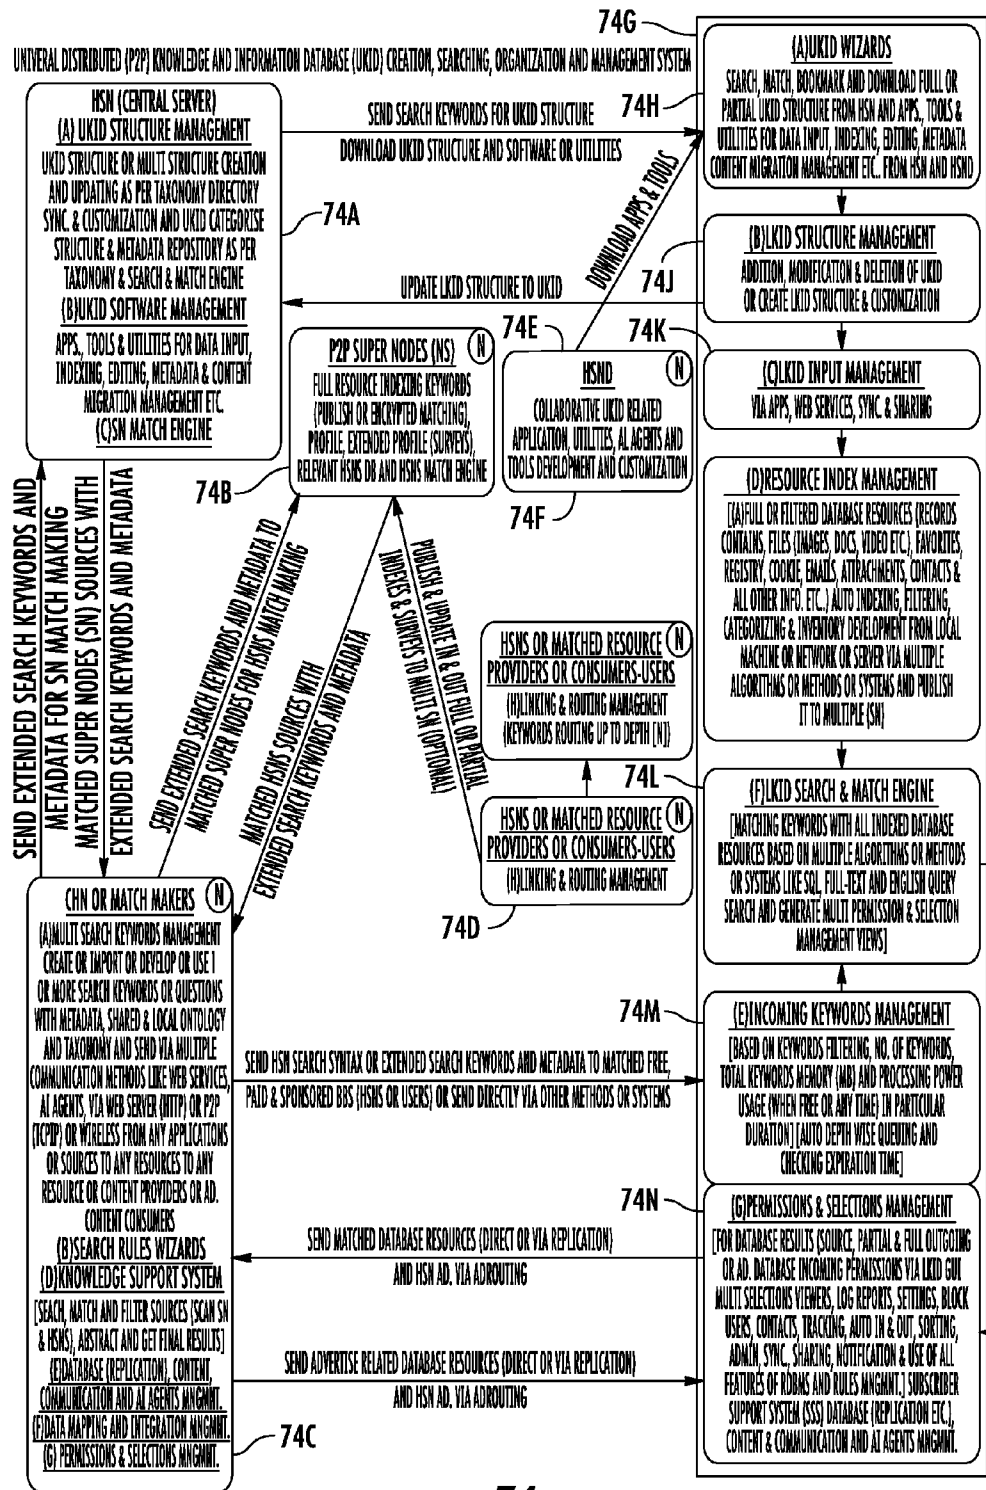 UNIVERAL DISTRIBUTED (P2P) KNOWLEDGE AND INFORMATION DATABASE (UKID) CREATION, SEARCHING, ORGANIZATION AND MANAGEMENT SYSTEM
HSN (CENTRAL SERVER)
(A) UKID STRUCTURE MANAGEMENT
UKID STRUCTURE OR MULTI STRUCTURE CREATION
AND UPDATING AS PER TAXONOMY DIRECTORY
SYNC. & CUSTOMIZATION AND UKID CATEGORISE
STRUCTURE & METADATA REPOSITORY AS PER
TAXONOMY & SEARCH & MATCH ENGINE
(B)UKID SOFTWARE MANAGEMENT
APPS., TOOLS & UTILITIES FOR DATA INPUT,
INDEXING, EDITING, METADATA & CONTENT
MIGRATION MANAGEMENT ETC.
(C)SN MATCH ENGINE
74A
SEND SEARCH KEYWORDS FOR UKID STRUCTURE
DOWNLOAD UKID STRUCTURE AND SOFTWARE OR UTILITIES
DOWNLOAD APPS & TOOLS
UPDATE LKID STRUCTURE TO UKID
74G
74H
(A)UKID WIZARDS
SEARCH, MATCH, BOOKMARK AND DOWNLOAD FULLL OR
PARTIAL UKID STRUCTURE FROM HSN AND APPS., TOOLS &
UTILITIES FOR DATA INPUT, INDEXING, EDITING, METADATA
CONTENT MIGRATION MANAGEMENT ETC.. FROM HSN AND HSND
74J
(B)LKID STRUCTURE MANAGEMENT
ADDITION, MODIFICATION & DELETION OF UKID
OR CREATE LKID STRUCTURE & CUSTOMIZATION
74K
(C)LKID INPUT MANAGEMENT
VIA APPS, WEB SERVICES, SYNC. & SHARING
P2P SUPER NODES (NS)
N
FULL RESOURCE INDEXING KEYWORDS
(PUBLISH OR ENCRYPTED MATCHING),
PROFILE, EXTENDED PROFILE (SURVEYS),
RELEVANT HSNS DB AND HSNS MATCH ENGINE
74B
74E
HSND
N
COLLABORATIVE UKID RELATED
APPLICATION, UTILITIES, AL AGENTS AND
TOOLS DEVELOPMENT AND CUSTOMIZATION
74F
(D)RESOURCE INDEX MANAGEMENT
[(A)FULL OR FILTERED DATABASE RESOURCES (RECORDS
CONTAINS, FILES (IMAGES, DOCS, VIDEO ETC.), FAVORITES,
REGISTRY, COOKIE, EMAILS, ATTACHMENTS, CONTACTS &
ALL OTHER INFO. ETC..) AUTO INDEXING, FILTERING,
CATEGORIZING & INVENTORY DEVELOPMENT FROM LOCAL
MACHINE OR NETWORK OR SERVER VIA MULTIPLE
ALGORITHMS OR METHODS OR SYSTEMS AND PUBLISH
IT TO MULTIPLE (SN)
SEND EXTENDED SEARCH KEYWORDS AND
METADATA FOR SN MATCH MAKING
MATCHED SUPER NODES (SN) SOURCES WITH
EXTENDED SEARCH KEYWORDS AND METADATA
SEND EXTENDED SEARCH KEYWORDS AND METADATA TO
MATCHED SUPER NODES FOR HSNS MATCH MAKING
MATCHED HSNS SOURCES WITH
EXTENDED SEARCH KEYWORDS AND METADATA
PUBLISH & UPDATE IN & OUT FULL OR PARTIAL
INDEXES & SURVEYS TO MULTI SN (OPTIONAL)
HSNS OR MATCHED RESOURCE
N
PROVIDERS OR CONSUMERS-USERS
(H)LINKING & ROUTING MANAGEMENT
(KEYWORDS ROUTING UP TO DEPTH [N])
HSNS OR MATCHED RESOURCE
N
PROVIDERS OR CONSUMERS-USERS
(H)LINKING & ROUTING MANAGEMENT
74D
74L
(F)LKID SEARCH & MATCH ENGINE
[MATCHING KEYWORDS WITH ALL INDEXED DATABASE
RESOURCES BASED ON MULTIPLE ALGORITHMS OR MEHTODS
OR SYSTEMS LIKE SQL, FULL-TEXT AND ENGLISH QUERY
SEARCH AND GENERATE MULTI PERMISSION & SELECTION
MANAGEMENT VIEWS]
CHN OR MATCH MAKERS
N
(A)MULTI SEARCH KEYWORDS MANAGEMENT
CREATE OR IMPORT OR DEVELOP OR USE 1
OR MORE SEARCH KEYWORDS OR QUESTIONS
WITH METADATA, SHARED & LOCAL ONTOLOGY
AND TAXONOMY AND SEND VIA MULTIPLE
COMMUNICATION METHODS LIKE WEB SERVICES,
AI AGENTS, VIA WEB SERVER (HTTP) OR P2P
(TCPIP) OR WIRELESS FROM ANY APPLICATIONS
OR SOURCES TO ANY RESOURCES TO ANY
RESOURCE OR CONTENT PROVIDERS OR AD.
CONTENT CONSUMERS
(B)SEARCH RULES WIZARDS
(D)KNOWLEDGE SUPPORT SYSTEM
[SEACH, MATCH AND FILTER SOURCES (SCAN SN
& HSNS), ABSTRACT AND GET FINAL RESULTS]
(E)DATABASE (REPLICATION), CONTENT,
COMMUNICATION AND AI AGENTS MNGMNT.
(F)DATA MAPPING AND INTEGRATION MNGMNT.
(G) PERMISSIONS & SELECTIONS MNGMNT.
74C
SEND HSN SEARCH SYNTAX OR EXTENDED SEARCH KEYWORDS AND METADATA TO MATCHED FREE,
PAID & SPONSORED BBS (HSNS OR USERS) OR SEND DIRECTLY VIA OTHER METHODS OR SYSTEMS
74M
(E)INCOMING KEYWORDS MANAGEMENT
[BASED ON KEYWORDS FILTERING, NO. OF KEYWORDS,
TOTAL KEYWORDS MEMORY (MB) AND PROCESSING POWER
USAGE (WHEN FREE OR ANY TIME) IN PARTICULAR
DURATION] [AUTO DEPTH WISE QUEUING AND
CHECKING EXPIRATION TIME]
74N
(G)PERMISSIONS & SELECTIONS MANAGEMENT
[FOR DATABASE RESULTS (SOURCE, PARTIAL & FULL OUTGOING
OR AD. DATABASE INCOMING PERMISSIONS VIA LKID GUI
MULTI SELECTIONS VIEWERS, LOG REPORTS, SETTINGS, BLOCK
USERS, CONTACTS, TRACKING, AUTO IN & OUT, SORTING,
ADMIN, SYNC., SHARING, NOTIFICATION & USE OF ALL
FEATURES OF RDBMS AND RULES MNGMNT.] SUBSCRIBER
SUPPORT SYSTEM (SSS) DATABASE (REPLICATION ETC.),
CONTENT & COMMUNICATION AND AI AGENTS MNGMNT.
SEND MATCHED DATABASE RESOURCES (DIRECT OR VIA REPLICATION)
AND HSN AD. VIA ADROUTING
SEND ADVERTISE RELATED DATABASE RESOURCES (DIRECT OR VIA REPLICATION)
AND HSN AD. VIA ADROUTING